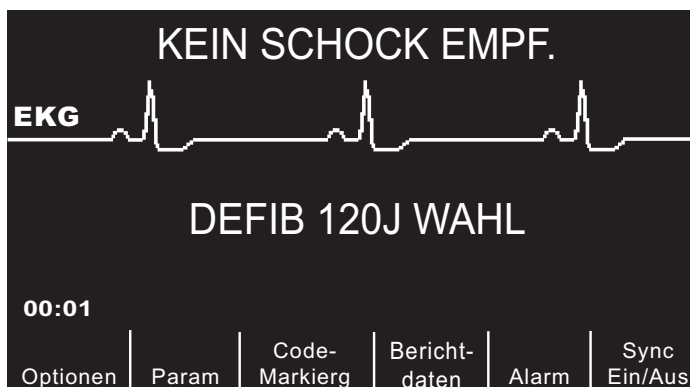 KEIN SCHOCK EMPF.
EKG
DEFIB 120J WAHL
00:01
Optionen
Param
Code-
Markierg
Bericht-
daten
Alarm
Sync
Ein/Aus